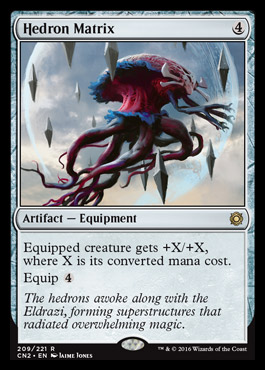 Hedron Matrix 4
Artifact — Equipment
Equipped creature gets +X/+X,
where X is its converted mana cost.
Equip 4
The hedrons awoke along with the
Eldrazi, forming superstructures that
radiated overwhelming magic.
209/221 R
CN2 • EN Jaime Jones
™ & © 2016 Wizards of the Coast